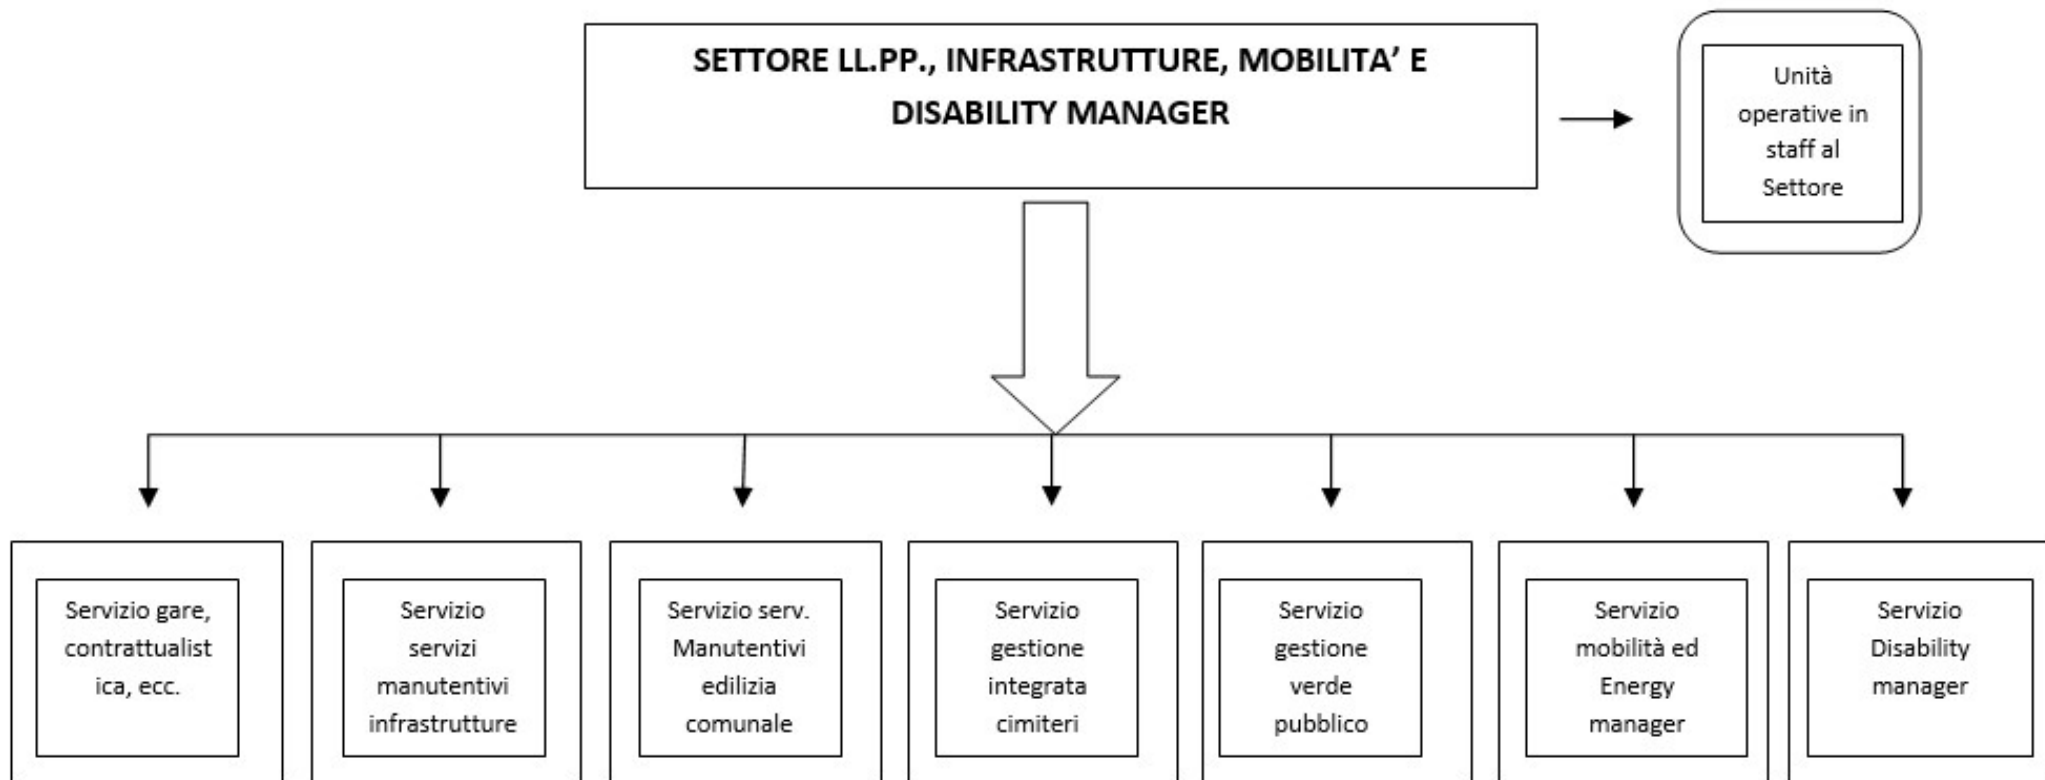 SETTORE LL.PP., INFRASTRUTTURE, MOBILITA’ E
DISABILITY MANAGER
Unità
operative in
staff al
Settore
Servizio gare,
contrattualist
ica, ecc.
Servizio
servizi
manutentivi
infrastrutture
Servizio serv.
Manutentivi
edilizia
comunale
Servizio
gestione
integrata
cimiteri
Servizio
gestione
verde
pubblico
Servizio
mobilità ed
Energy
manager
Servizio
Disability
manager